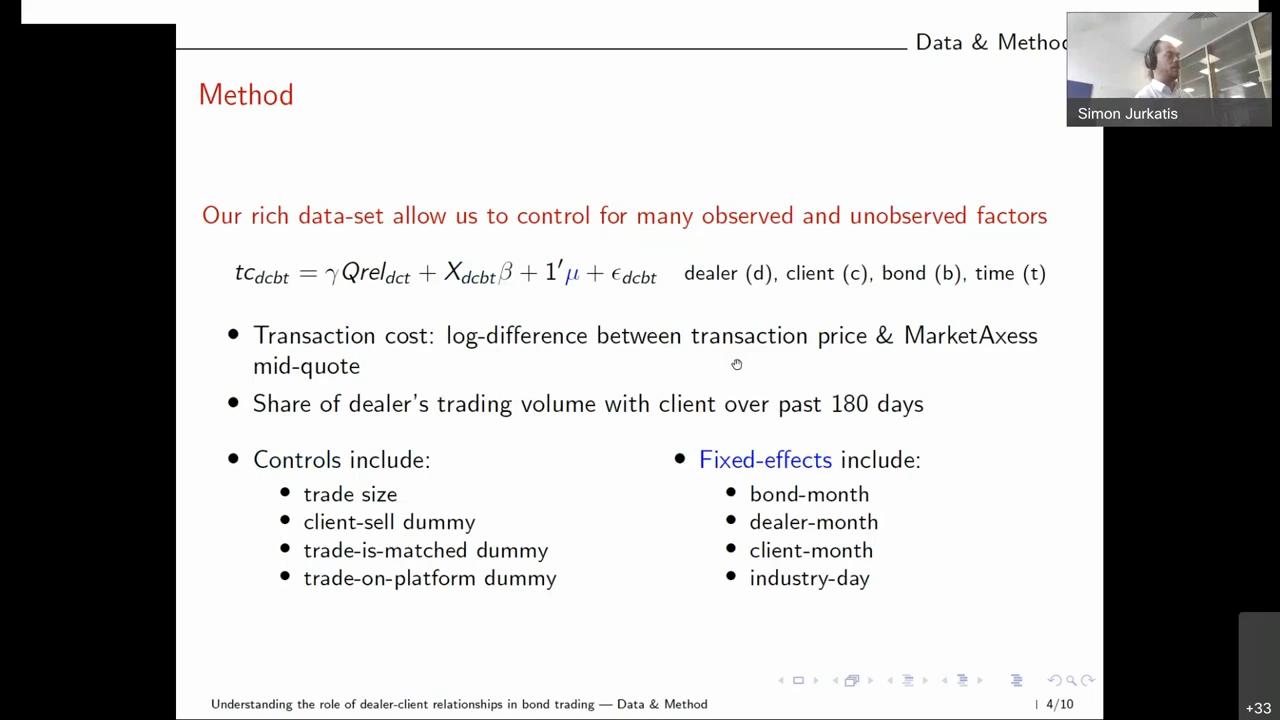 Data & Metho
Simon Jurkatis
Method
Our rich data-set allow us to control for many observed and unobserved factors
tc_dcbt = γQrel_dct + X_dcbt β + 1′μ + ϵ_dcbt dealer (d), client (c), bond (b), time (t)
• Transaction cost: log-difference between transaction price & MarketAxess
mid-quote
• Share of dealer's trading volume with client over past 180 days
• Controls include:
• trade size
• client-sell dummy
• trade-is-matched dummy
• trade-on-platform dummy
• Fixed-effects include:
• bond-month
• dealer-month
• client-month
• industry-day
Understanding the role of dealer-client relationships in bond trading — Data & Method
4/10
+33